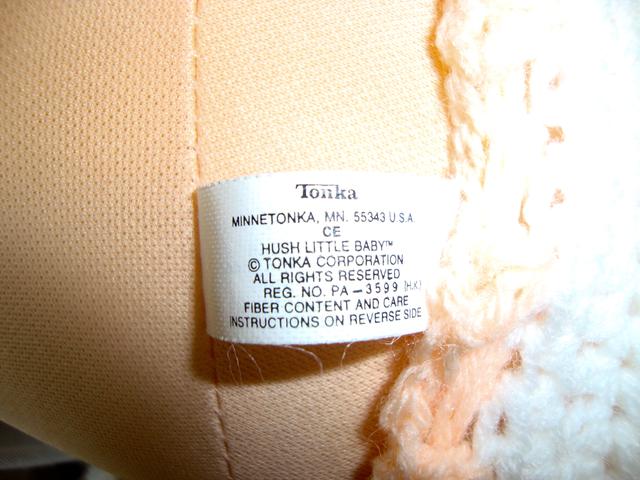 Tonka
MINNETONKA, MN. 55343 U.S.A.
CE
HUSH LITTLE BABY™
© TONKA CORPORATION
ALL RIGHTS RESERVED
REG. NO. PA – 3599 (H.K)
FIBER CONTENT AND CARE
INSTRUCTIONS ON REVERSE SIDE